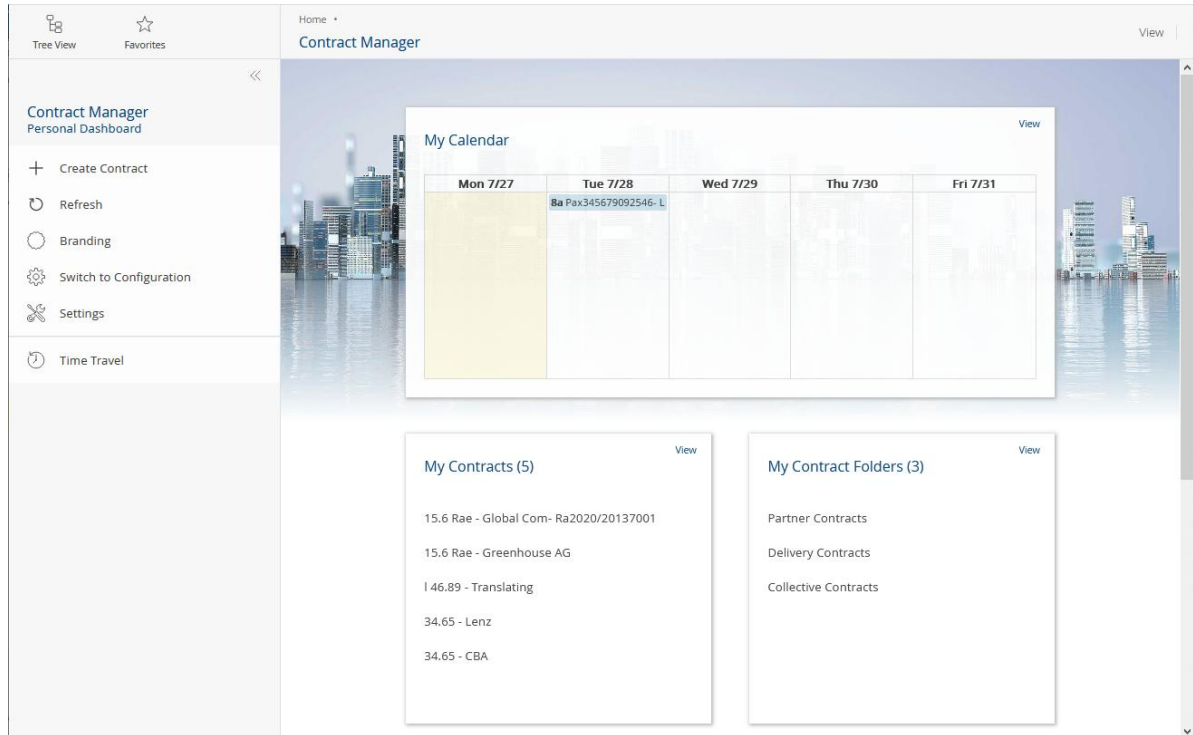 Tree View
Favorites
Home •
Contract Manager
View
Contract Manager
Personal Dashboard
Create Contract
Refresh
Branding
Switch to Configuration
Settings
Time Travel
My Calendar
View
Mon 7/27 Tue 7/28 Wed 7/29 Thu 7/30 Fri 7/31
8a Pax345679092546- L
My Contracts (5)
View
15.6 Rae - Global Com- Ra2020/20137001
15.6 Rae - Greenhouse AG
l 46.89 - Translating
34.65 - Lenz
34.65 - CBA
My Contract Folders (3)
View
Partner Contracts
Delivery Contracts
Collective Contracts